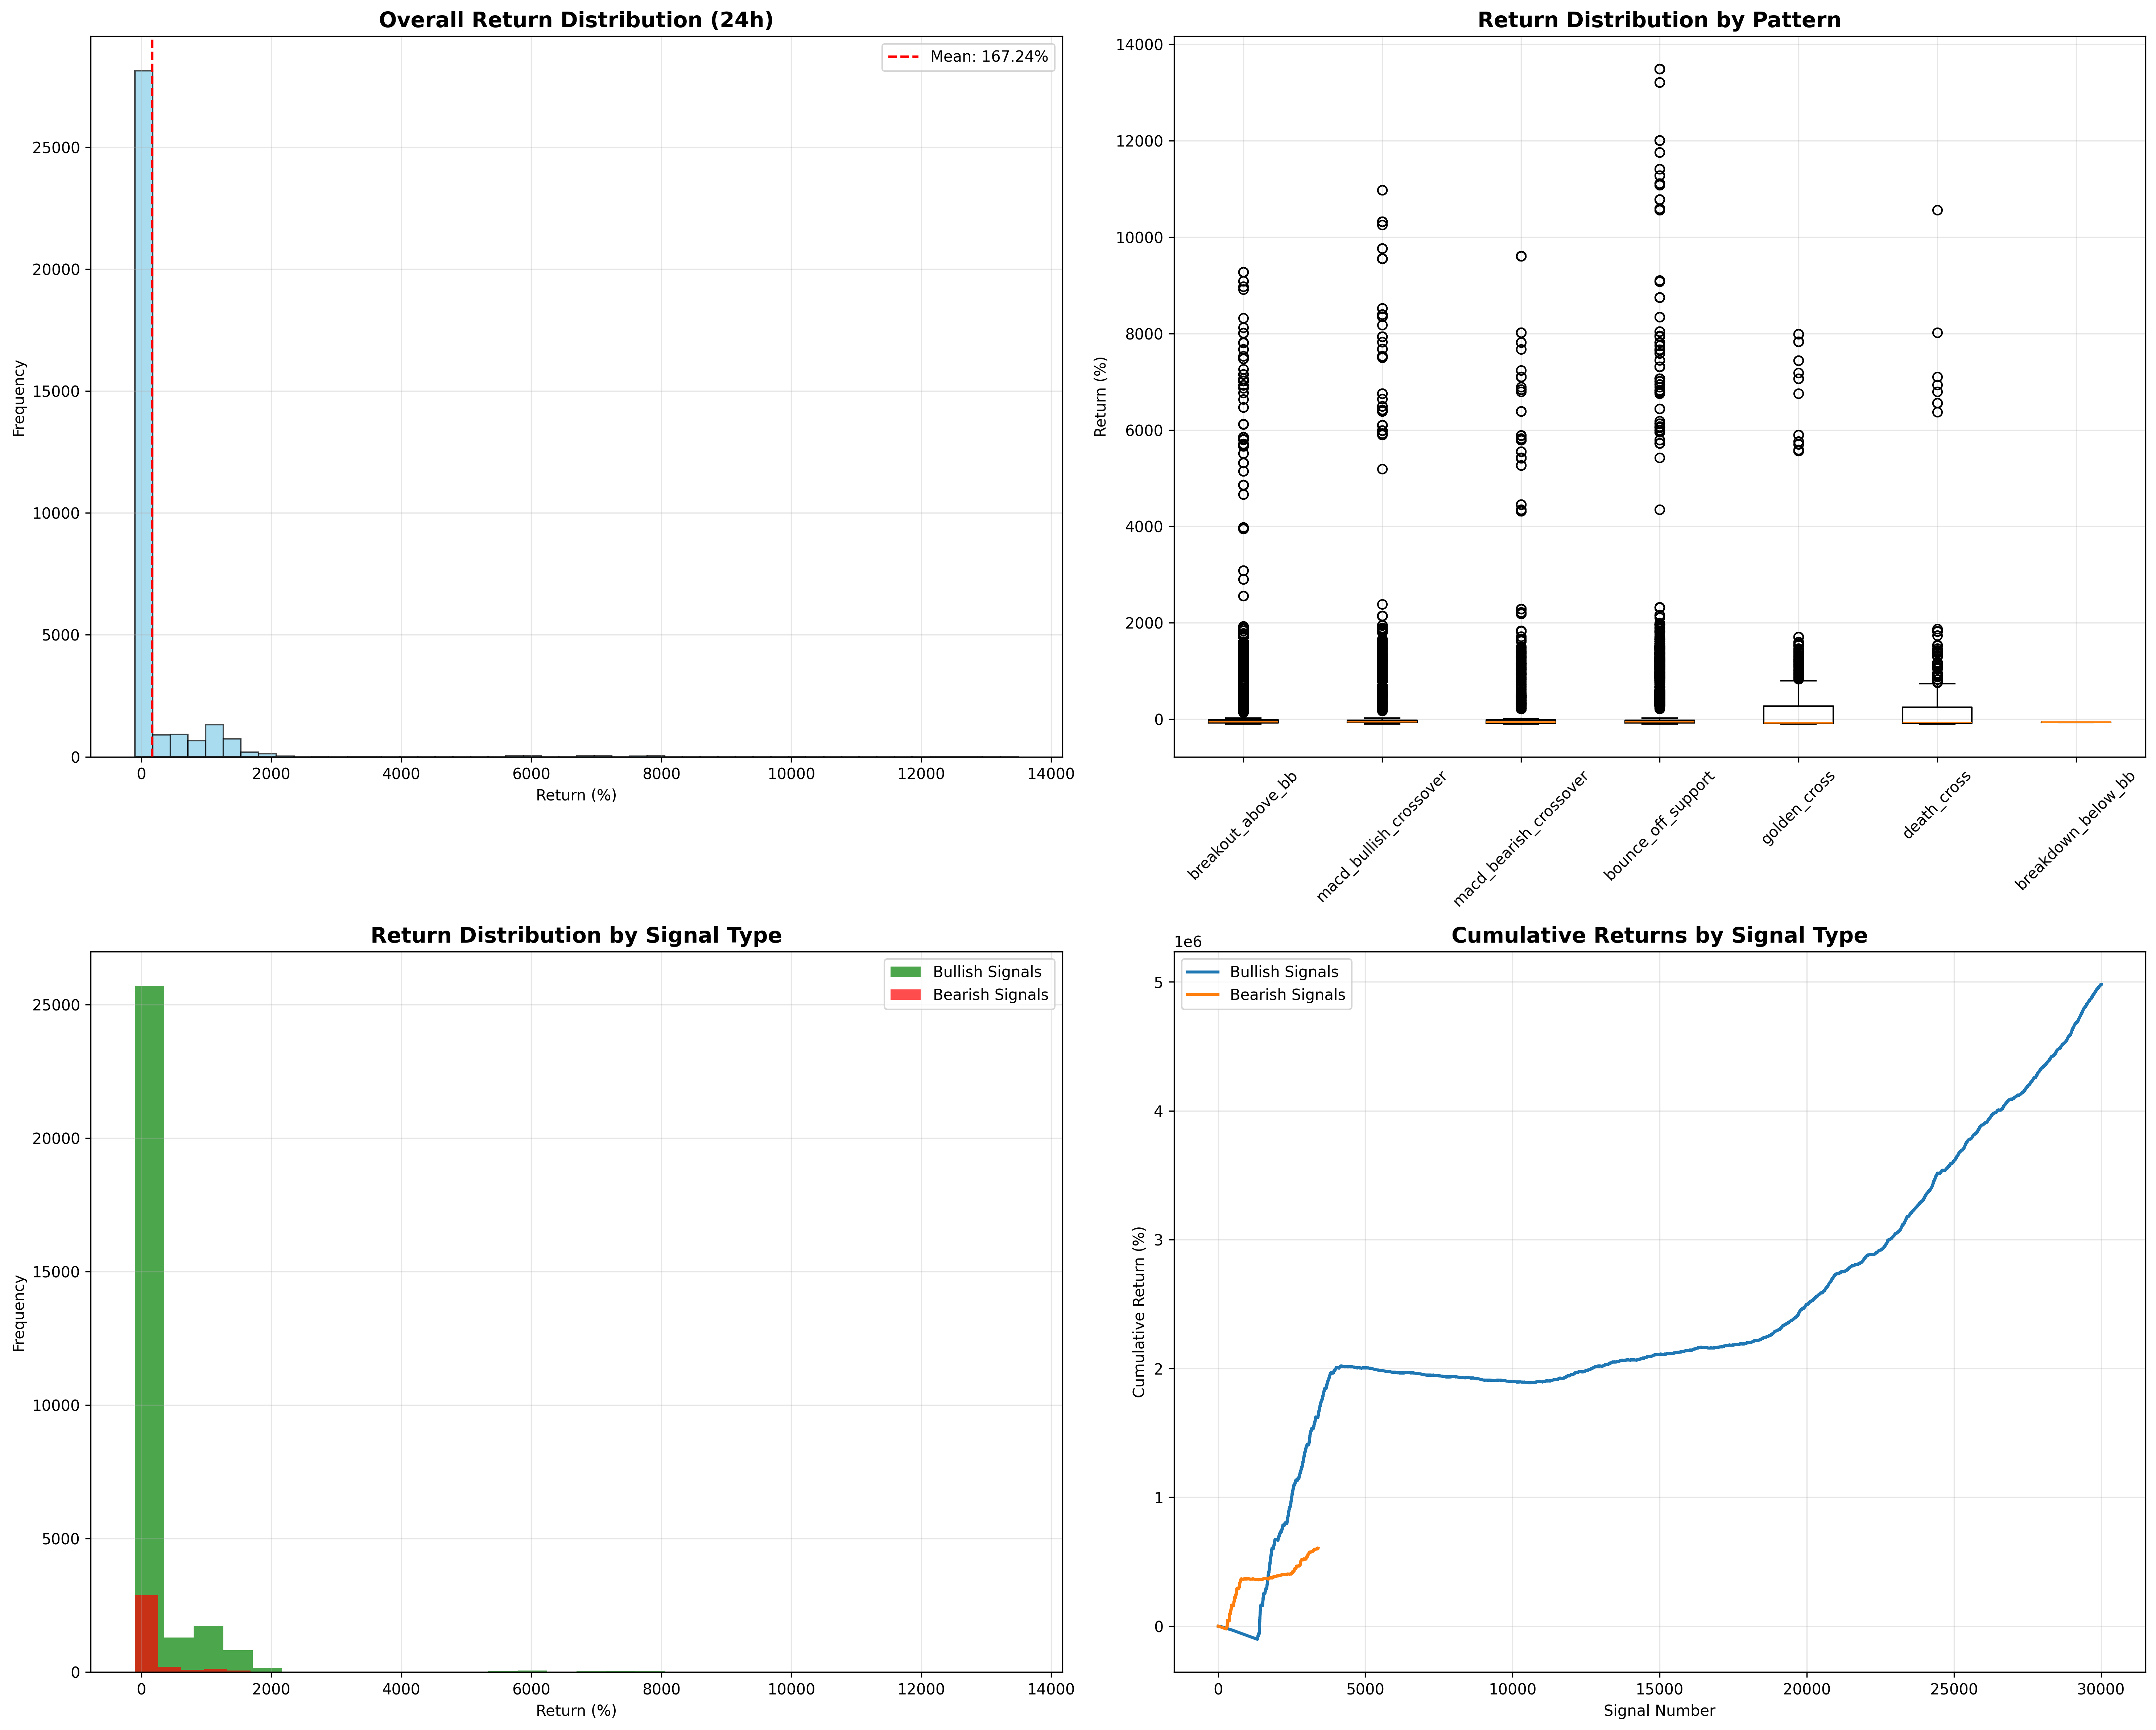 Overall Return Distribution (24h)
Mean: 167.24%
25000
20000
15000
10000
5000
0
Frequency
0 2000 4000 6000 8000 10000 12000 14000
Return (%)
Return Distribution by Pattern
14000
12000
10000
8000
6000
4000
2000
0
Return (%)
breakout_above_bb
macd_bullish_crossover
macd_bearish_crossover
bounce_off_support
golden_cross
death_cross
breakdown_below_bb
Return Distribution by Signal Type
Bullish Signals
Bearish Signals
25000
20000
15000
10000
5000
0
Frequency
0 2000 4000 6000 8000 10000 12000 14000
Return (%)
Cumulative Returns by Signal Type
1e6
Bullish Signals
Bearish Signals
5
4
3
2
1
0
Cumulative Return (%)
0 5000 10000 15000 20000 25000 30000
Signal Number